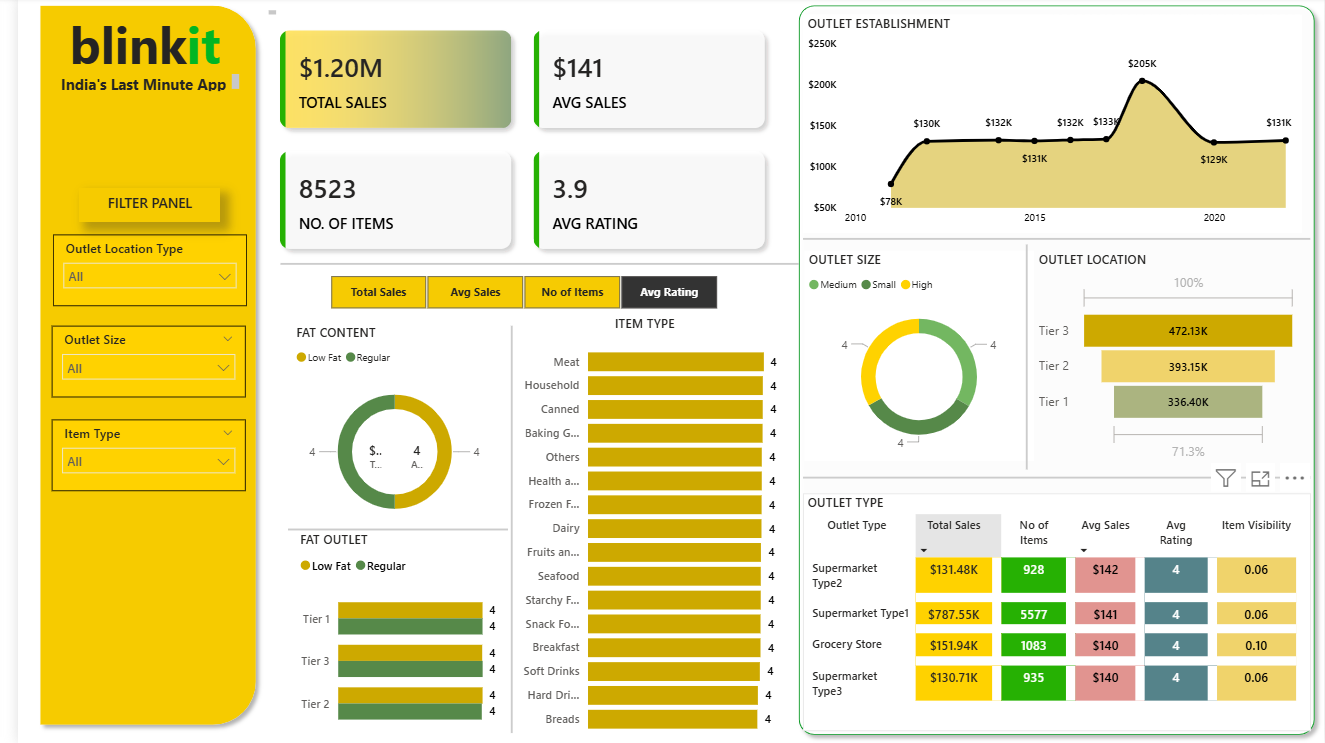 blinkit
India's Last Minute App
FILTER PANEL
Outlet Location Type
All
Outlet Size
All
Item Type
All
$1.20M
TOTAL SALES
$141
AVG SALES
8523
NO. OF ITEMS
3.9
AVG RATING
Total Sales
Avg Sales
No of Items
Avg Rating
FAT CONTENT
Low Fat
Regular
4
$..
T...
4
A..
4
FAT OUTLET
Low Fat
Regular
Tier 1
4
4
Tier 3
4
4
Tier 2
4
4
ITEM TYPE
Meat 4
Household 4
Canned 4
Baking G... 4
Others 4
Health a... 4
Frozen F... 4
Dairy 4
Fruits an... 4
Seafood 4
Starchy F... 4
Snack Fo... 4
Breakfast 4
Soft Drinks 4
Hard Dri... 4
Breads 4
OUTLET ESTABLISHMENT
$250K
$200K
$150K
$100K
$50K
$78K
$130K
$132K
$131K
$132K
$133K
$205K
$129K
$131K
2010
2015
2020
OUTLET SIZE
Medium
Small
High
4
4
4
OUTLET LOCATION
100%
Tier 3 472.13K
Tier 2 393.15K
Tier 1 336.40K
71.3%
OUTLET TYPE
Outlet Type
Total Sales
No of
Items
Avg Sales
Avg
Rating
Item Visibility
Supermarket
Type2
$131.48K 928 $142 4 0.06
Supermarket Type1 $787.55K 5577 $141 4 0.06
Grocery Store $151.94K 1083 $140 4 0.10
Supermarket
Type3
$130.71K 935 $140 4 0.06